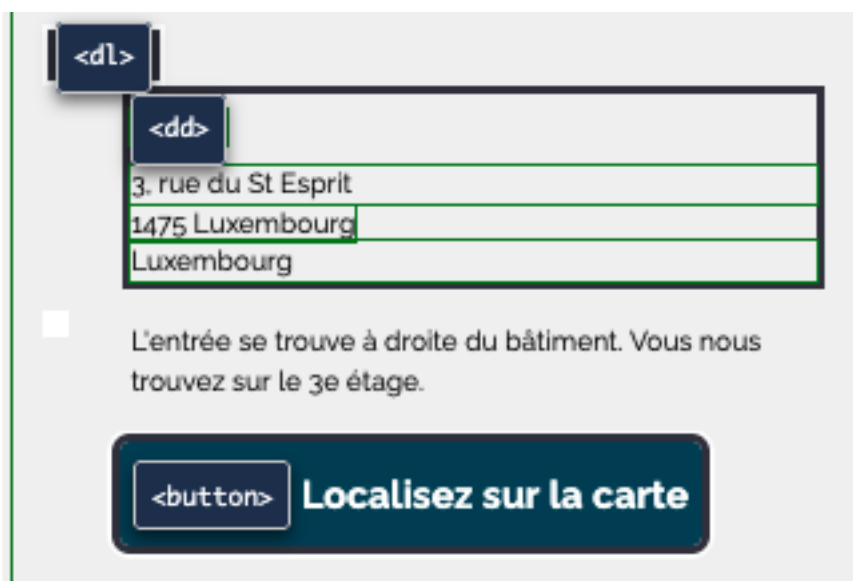 <dl>
<dd>
3, rue du St Esprit
1475 Luxembourg
Luxembourg
L'entrée se trouve à droite du bâtiment. Vous nous
trouvez sur le 3e étage.
<button> Localisez sur la carte